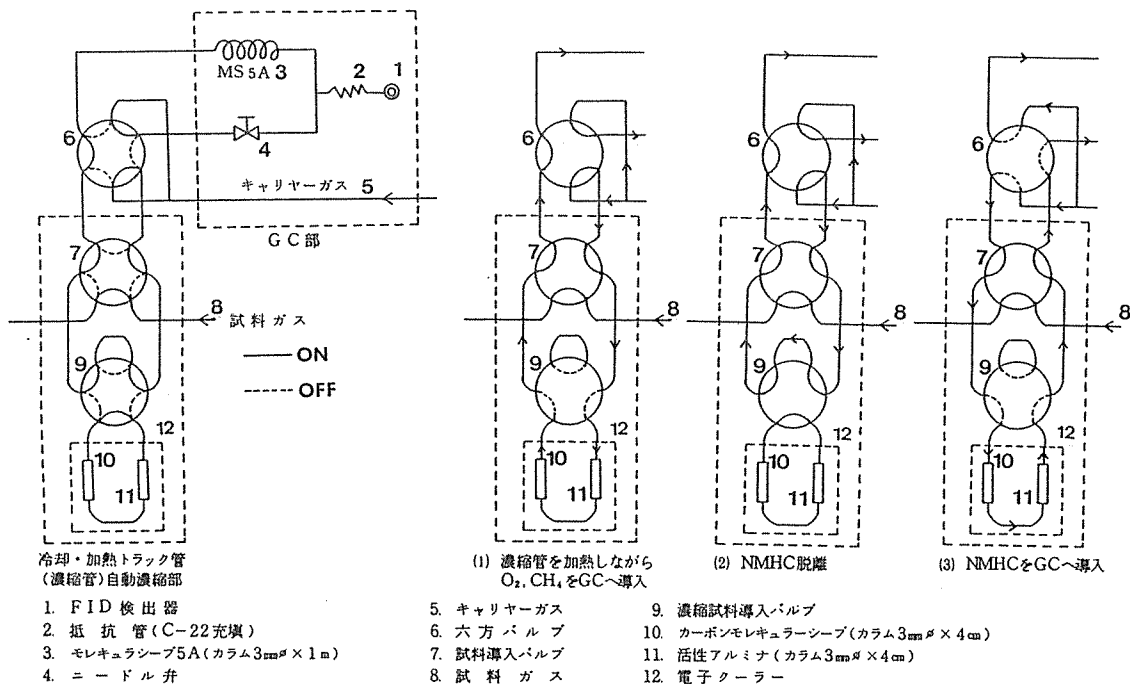 1
2
MS 5A 3
6
4
キャリヤーガス 5
GC部
7
8
試料ガス
ON
OFF
9
12
10
11
冷却・加熱トラック管
(濃縮管)自動濃縮部
6
7
8
9
12
10
11
(1) 濃縮管を加熱しながら
O₂, CH₄をGCへ導入
6
7
8
9
12
10
11
(2) NMHC脱離
6
7
8
9
12
10
11
(3) NMHCをGCへ導入
1. FID検出器
2. 抵抗管(C-22充塡)
3. モレキュラシーブ5A(カラム3㎜ø×1m)
4. ニードル弁
5. キャリヤーガス
6. 六方バルブ
7. 試料導入バルブ
8. 試料ガス
9. 濃縮試料導入バルブ
10. カーボンモレキュラーシーブ(カラム3㎜ø×4㎝)
11. 活性アルミナ(カラム3㎜ø×4㎝)
12. 電子クーラー